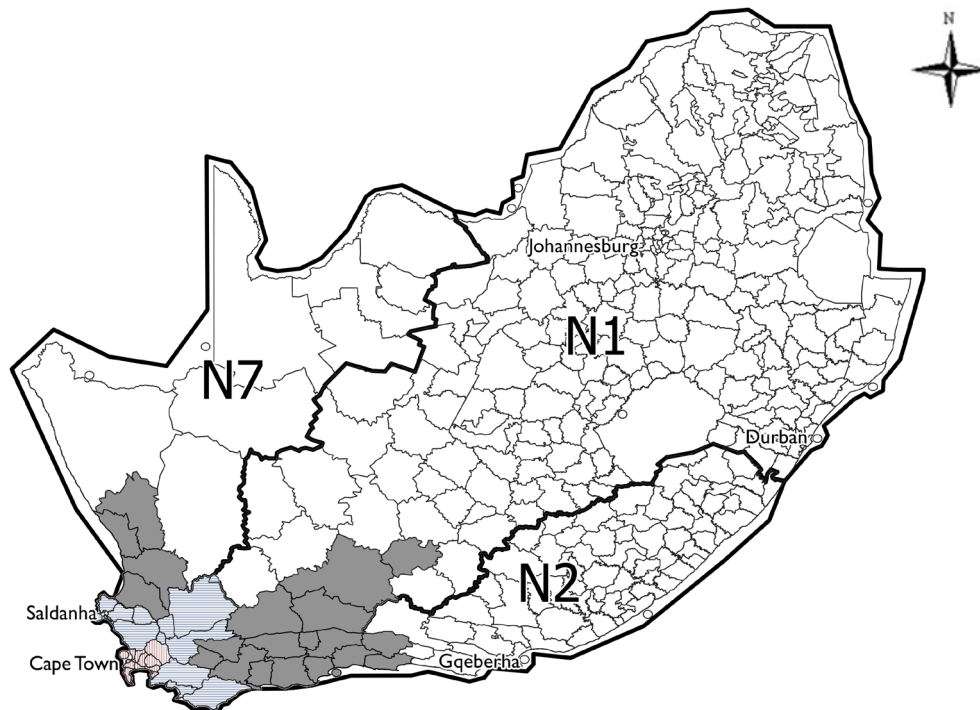 N
Johannesburg
N1
N7
Durban
N2
Saldanha
Cape Town
Gqeberha